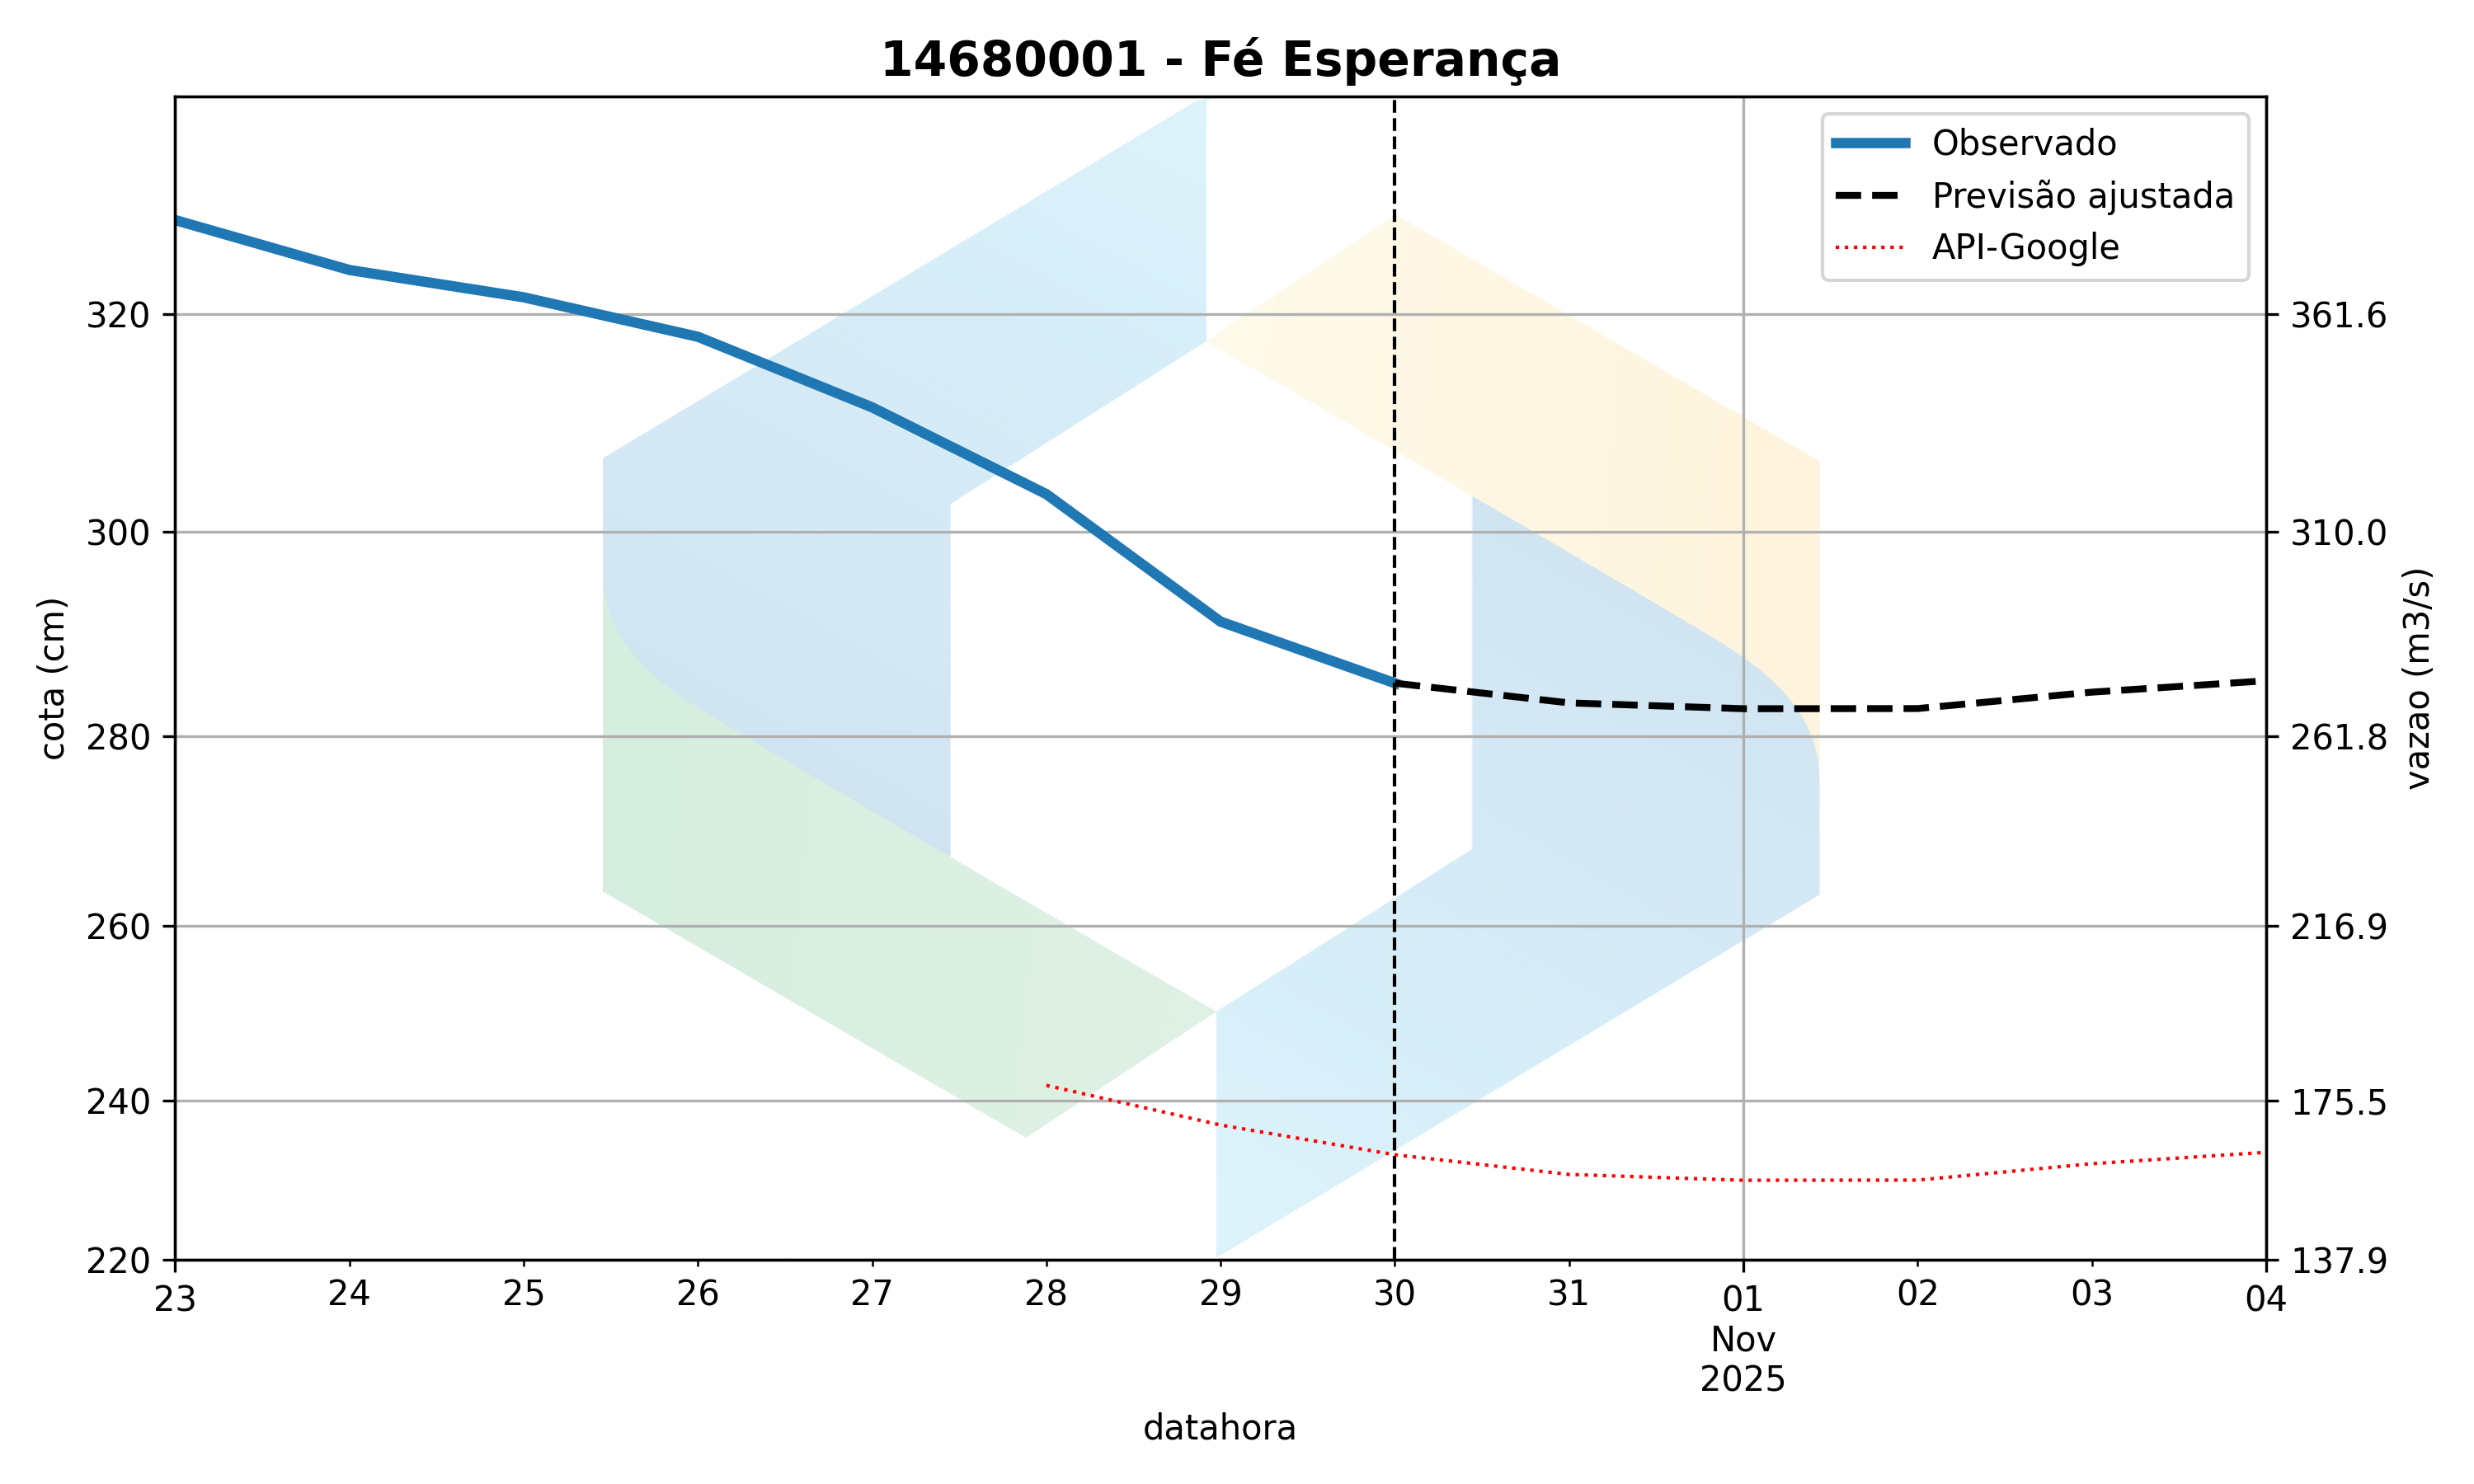 14680001 - Fé Esperança
Observado
Previsão ajustada
API-Google
320
300
280
260
240
220
cota (cm)
361.6
310.0
261.8
216.9
175.5
137.9
vazao (m3/s)
23 24 25 26 27 28 29 30 31 01 02 03 04
Nov
2025
datahora